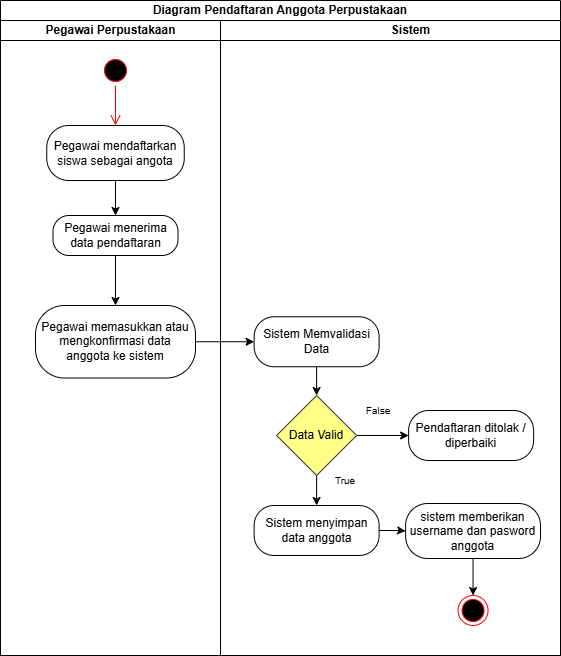 Diagram Pendaftaran Anggota Perpustakaan
Pegawai Perpustakaan
Sistem
Pegawai mendaftarkan
siswa sebagai angota
Pegawai menerima
data pendaftaran
Pegawai memasukkan atau
mengkonfirmasi data
anggota ke sistem
Sistem Memvalidasi
Data
Data Valid
False
Pendaftaran ditolak /
diperbaiki
True
Sistem menyimpan
data anggota
sistem memberikan
username dan pasword
anggota